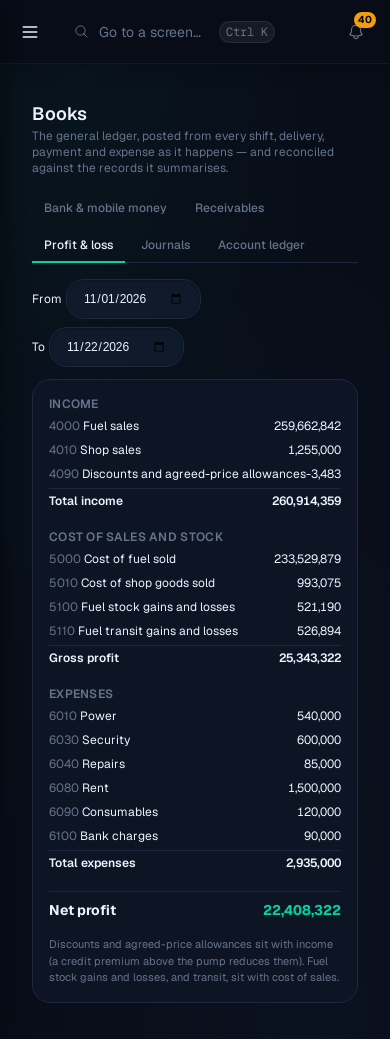 Go to a screen...
Ctrl K
40
Books
The general ledger, posted from every shift, delivery,
payment and expense as it happens — and reconciled
against the records it summarises.
Bank & mobile money
Receivables
Profit & loss
Journals
Account ledger
From 11/01/2026
To 11/22/2026
INCOME
4000 Fuel sales 259,662,842
4010 Shop sales 1,255,000
4090 Discounts and agreed-price allowances -3,483
Total income 260,914,359
COST OF SALES AND STOCK
5000 Cost of fuel sold 233,529,879
5010 Cost of shop goods sold 993,075
5100 Fuel stock gains and losses 521,190
5110 Fuel transit gains and losses 526,894
Gross profit 25,343,322
EXPENSES
6010 Power 540,000
6030 Security 600,000
6040 Repairs 85,000
6080 Rent 1,500,000
6090 Consumables 120,000
6100 Bank charges 90,000
Total expenses 2,935,000
Net profit 22,408,322
Discounts and agreed-price allowances sit with income
(a credit premium above the pump reduces them). Fuel
stock gains and losses, and transit, sit with cost of sales.